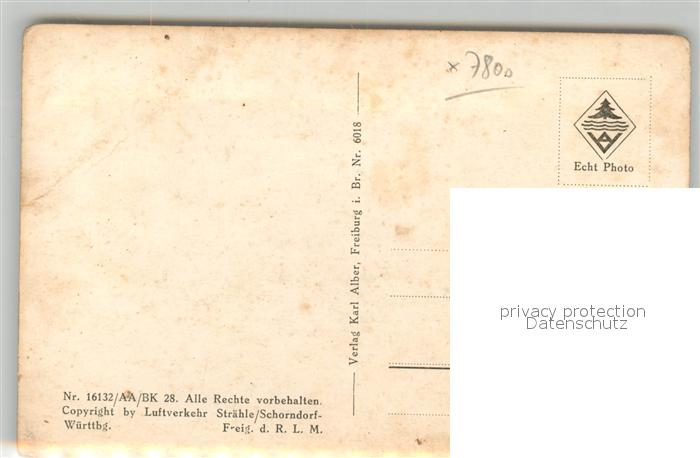 × 780
Echt Photo
Verlag Karl Alber, Freiburg i. Br. Nr. 6018
privacy protection
Datenschutz
Nr. 16132/AA/BK 28. Alle Rechte vorbehalten.
Copyright by Luftverkehr Strähle/Schorndorf-
Württbg. Freig. d. R. L. M.